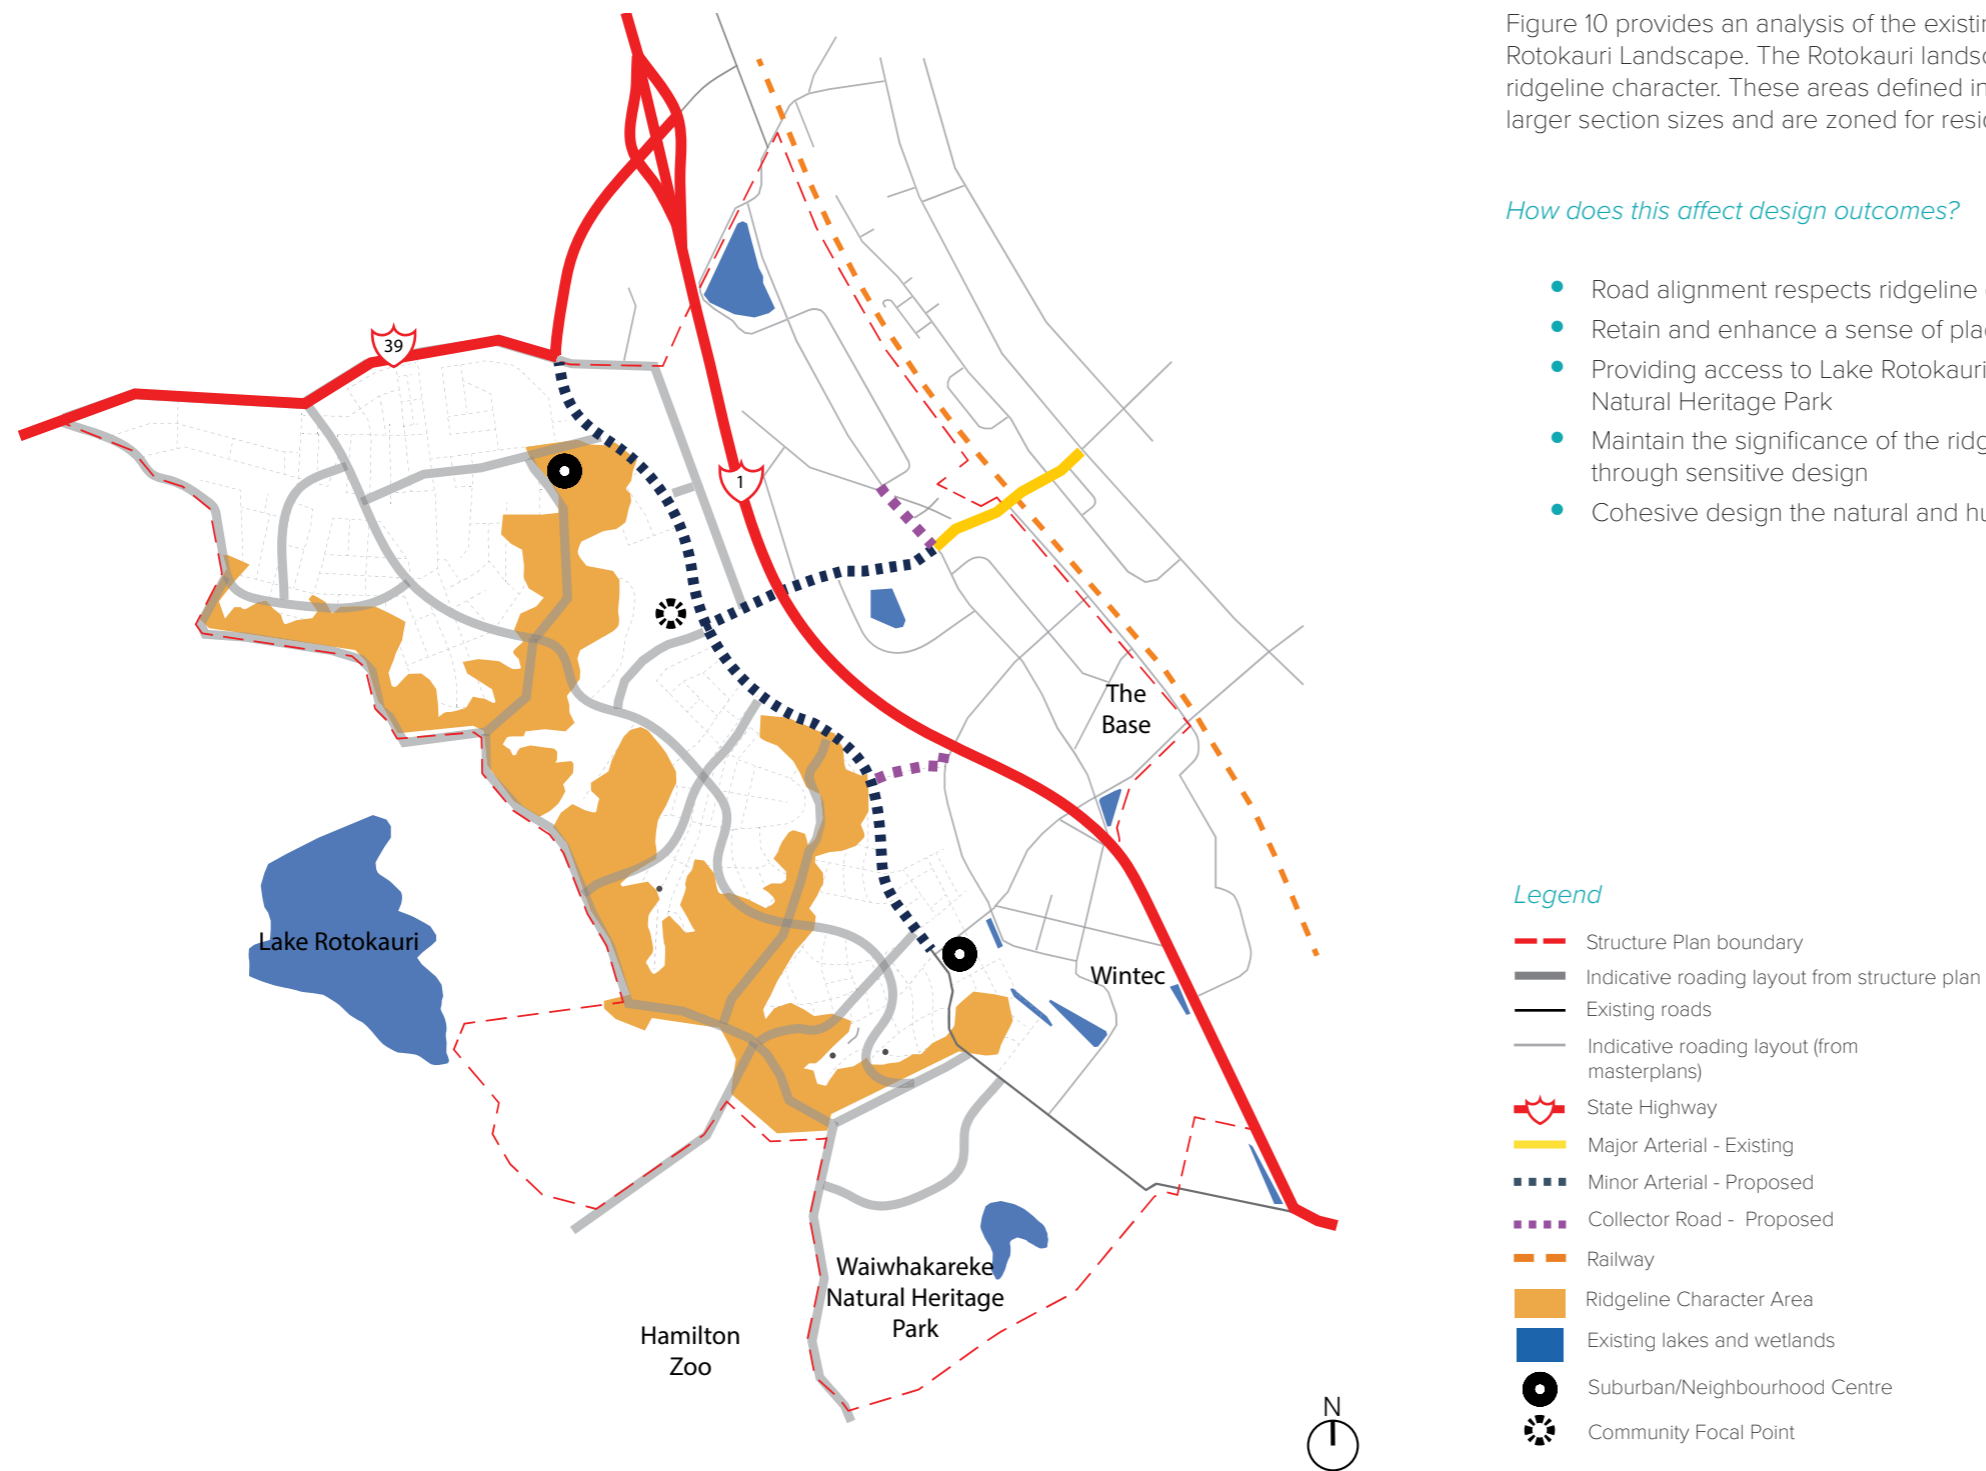 Figure 10 provides an analysis of the
Rotokauri Landscape. The Rotokauri
ridgeline character. These areas defined
larger section sizes and are zoned for
How does this affect design outcomes?
Road alignment respects ridgeline
Retain and enhance a sense of
Providing access to Lake Rotokauri
Natural Heritage Park
Maintain the significance of the
through sensitive design
Cohesive design the natural and
39
1
The
Base
Lake Rotokauri
Wintec
Waiwhakareke
Natural Heritage
Park
Hamilton
Zoo
N
Legend
Structure Plan boundary
Indicative roading layout from structure plan
Existing roads
Indicative roading layout (from
masterplans)
State Highway
Major Arterial - Existing
Minor Arterial - Proposed
Collector Road - Proposed
Railway
Ridgeline Character Area
Existing lakes and wetlands
Suburban/Neighbourhood Centre
Community Focal Point